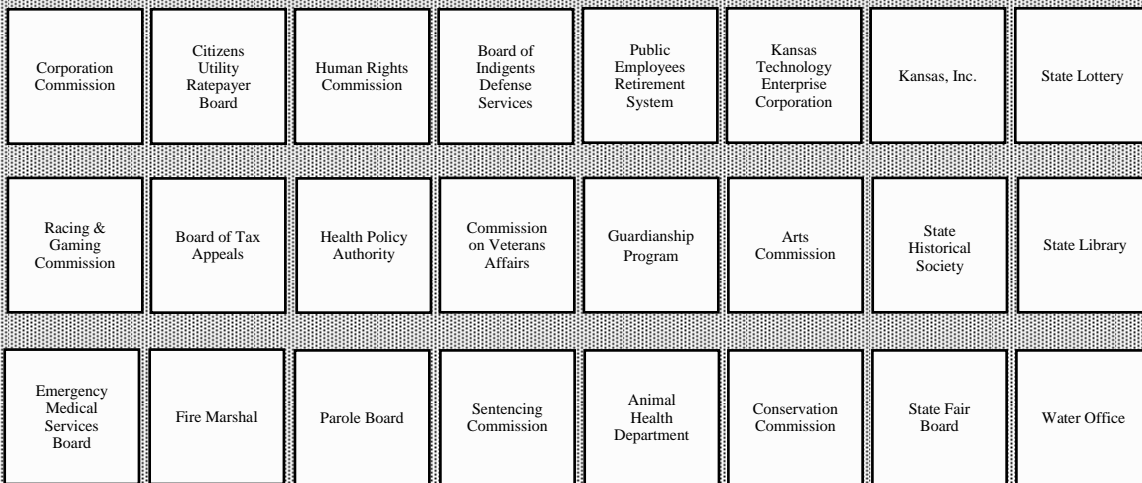 Corporation
Commission
Citizens
Utility
Ratepayer
Board
Human Rights
Commission
Board of
Indigents
Defense
Services
Public
Employees
Retirement
System
Kansas
Technology
Enterprise
Corporation
Kansas, Inc.
State Lottery
Racing &
Gaming
Commission
Board of Tax
Appeals
Health Policy
Authority
Commission
on Veterans
Affairs
Guardianship
Program
Arts
Commission
State
Historical
Society
State Library
Emergency
Medical
Services
Board
Fire Marshal
Parole Board
Sentencing
Commission
Animal
Health
Department
Conservation
Commission
State Fair
Board
Water Office